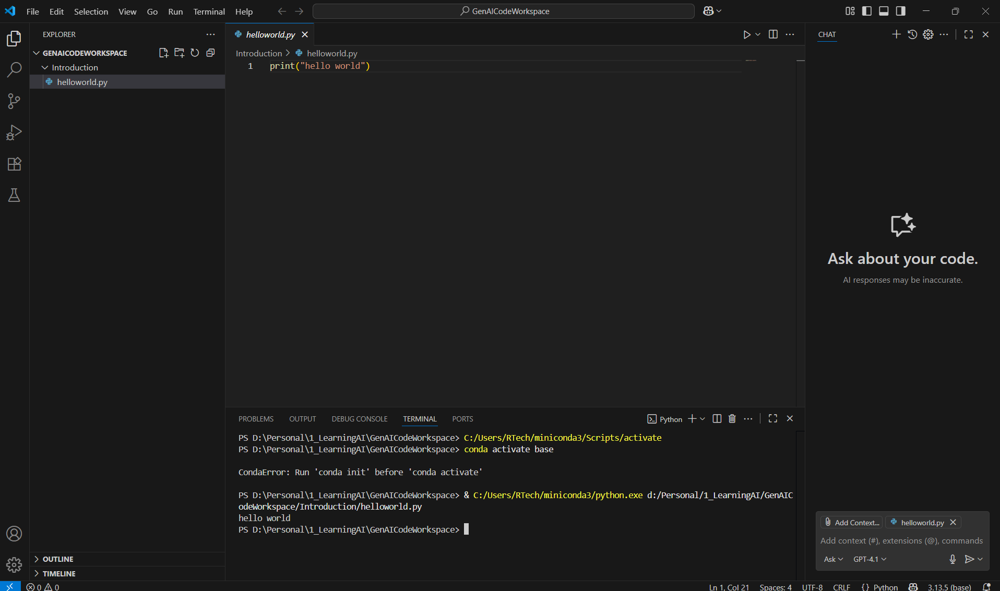 File Edit Selection View Go Run Terminal Help
GenAICodeWorkspace
EXPLORER
GENAICODEWORKSPACE
Introduction
helloworld.py
OUTLINE
TIMELINE
helloworld.py
Introduction > helloworld.py
1 print("hello world")
PROBLEMS OUTPUT DEBUG CONSOLE TERMINAL PORTS
Python
PS D:\Personal\1_LearningAI\GenAICodeWorkspace> C:/Users/RTech/miniconda3/Scripts/activate
PS D:\Personal\1_LearningAI\GenAICodeWorkspace> conda activate base
CondaError: Run 'conda init' before 'conda activate'
PS D:\Personal\1_LearningAI\GenAICodeWorkspace> & C:/Users/RTech/miniconda3/python.exe d:/Personal/1_LearningAI/GenAIC
odeWorkspace/Introduction/helloworld.py
hello world
PS D:\Personal\1_LearningAI\GenAICodeWorkspace>
CHAT
Ask about your code.
AI responses may be inaccurate.
Add Context... helloworld.py
Add context (#), extensions (@), commands
Ask GPT-4.1
0 0
Ln 1, Col 21 Spaces: 4 UTF-8 CRLF {} Python 3.13.5 (base)